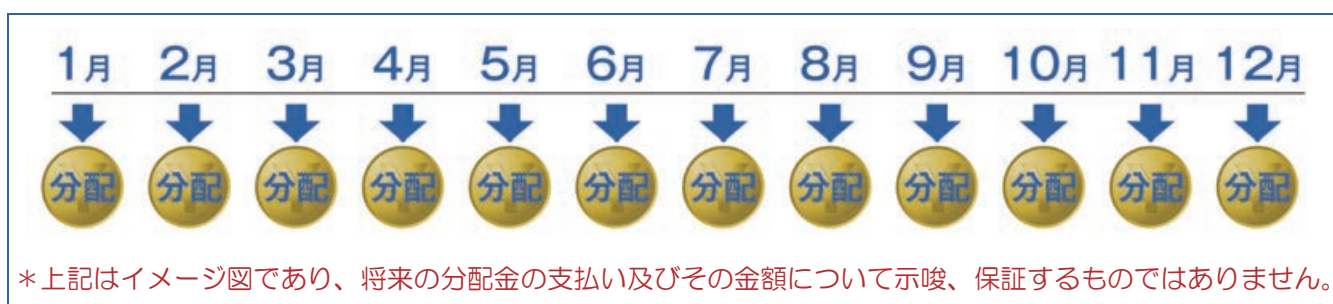 1月 2月 3月 4月 5月 6月 7月 8月 9月 10月 11月 12月
分配 分配 分配 分配 分配 分配 分配 分配 分配 分配 分配 分配
＊上記はイメージ図であり、将来の分配金の支払い及びその金額について示唆、保証するものではありません。